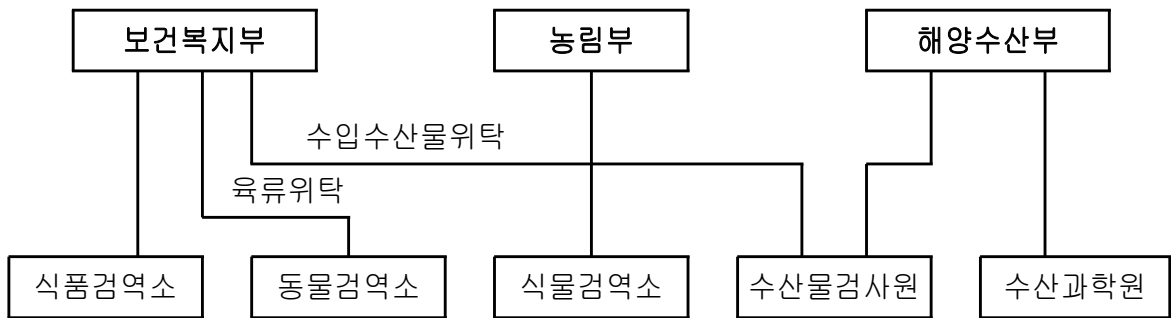 보건복지부
농림부
해양수산부
수입수산물위탁
육류위탁
식품검역소
동물검역소
식물검역소
수산물검사원
수산과학원